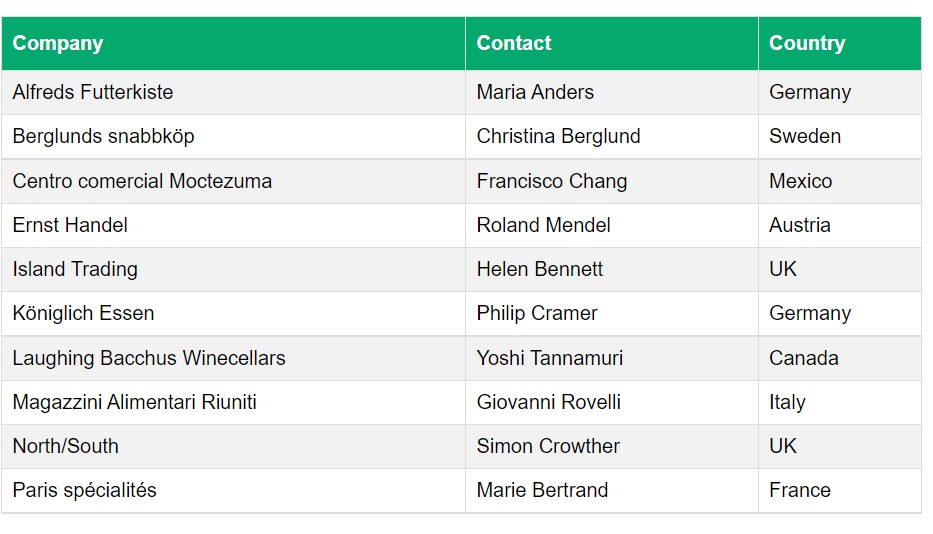 Company Contact Country
Alfreds Futterkiste Maria Anders Germany
Berglunds snabbköp Christina Berglund Sweden
Centro comercial Moctezuma Francisco Chang Mexico
Ernst Handel Roland Mendel Austria
Island Trading Helen Bennett UK
Königlich Essen Philip Cramer Germany
Laughing Bacchus Winecellars Yoshi Tannamuri Canada
Magazzini Alimentari Riuniti Giovanni Rovelli Italy
North/South Simon Crowther UK
Paris spécialités Marie Bertrand France